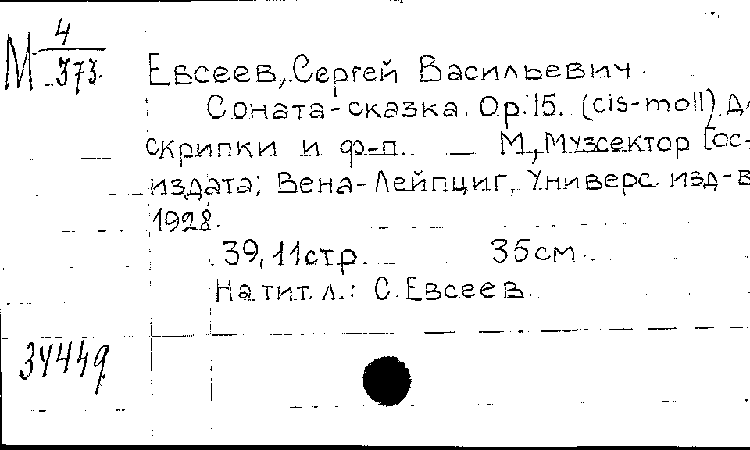 М 4/373
Евсеев, Сергей Васильевич.
Соната-сказка. Ор. 15. (cis-moll). Д
скрипки и ф-п. — М., Музсектор Гос-
издата; Вена-Лейпциг, Универс. изд-в
1928.
39, 11 стр. 35 см.
На тит. л.: С. Евсеев.
34449